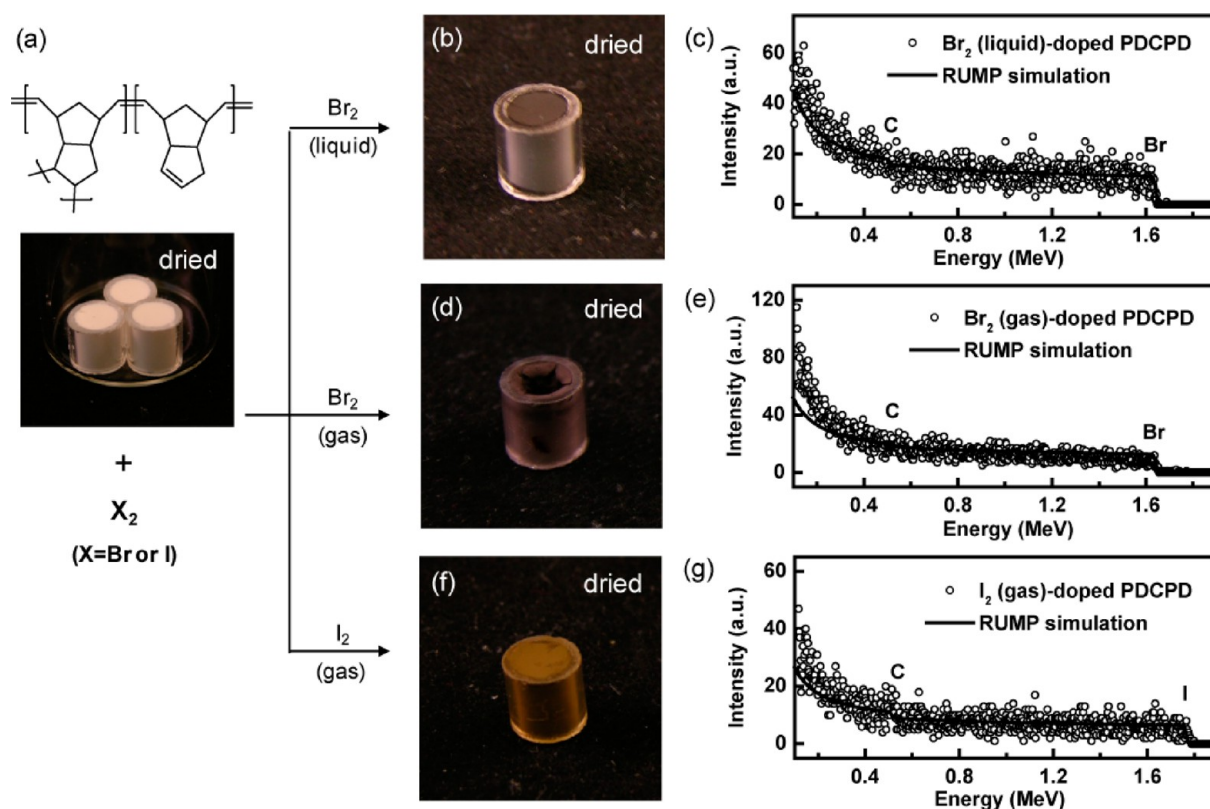 (a)
dried
+
X₂
(X=Br or I)
Br₂
(liquid)
Br₂
(gas)
I₂
(gas)
(b)
dried
(c)
60
40
20
0
Intensity (a.u.)
Br₂ (liquid)-doped PDCPD
RUMP simulation
C
Br
0.4 0.8 1.2 1.6
Energy (MeV)
(d)
dried
(e)
120
80
40
0
Intensity (a.u.)
Br₂ (gas)-doped PDCPD
RUMP simulation
C
Br
0.4 0.8 1.2 1.6
Energy (MeV)
(f)
dried
(g)
60
40
20
0
Intensity (a.u.)
I₂ (gas)-doped PDCPD
RUMP simulation
C
I
0.4 0.8 1.2 1.6
Energy (MeV)